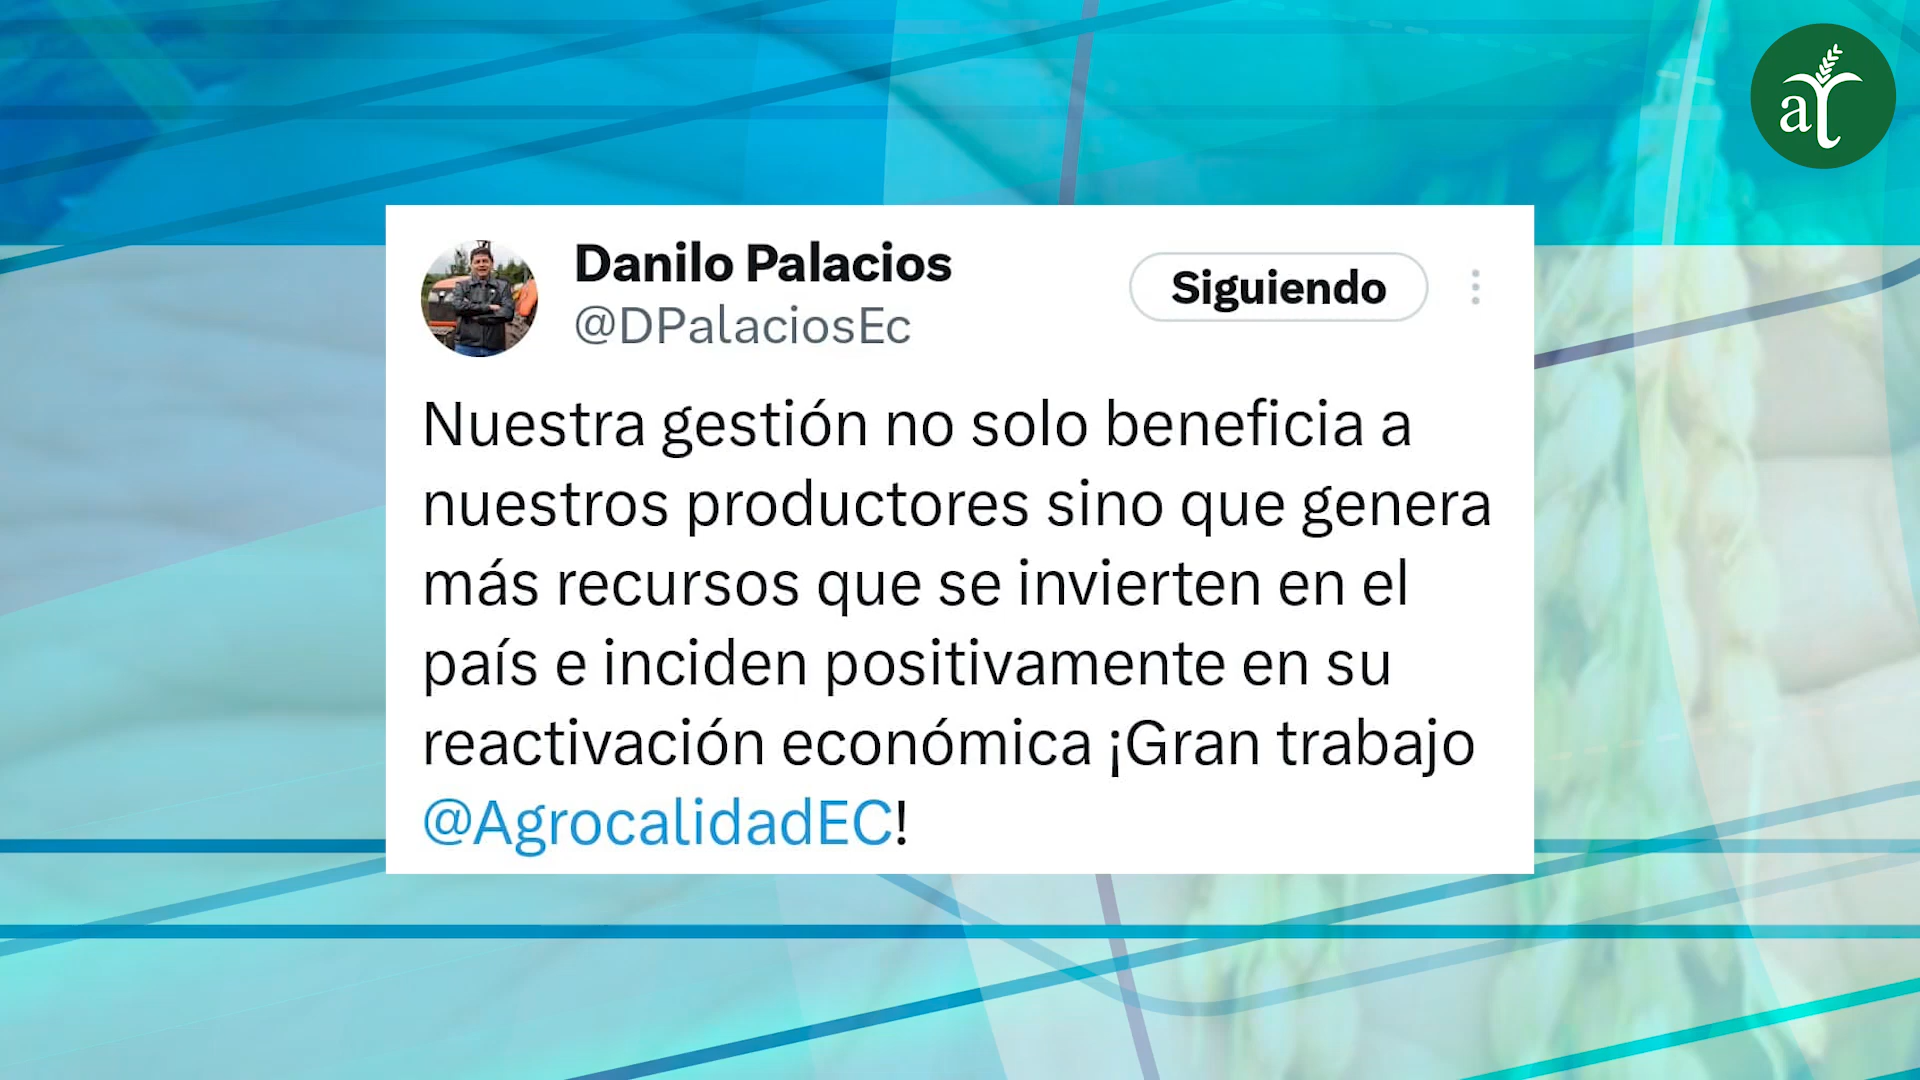 Danilo Palacios
@DPalaciosEc
Siguiendo
Nuestra gestión no solo beneficia a
nuestros productores sino que genera
más recursos que se invierten en el
país e inciden positivamente en su
reactivación económica ¡Gran trabajo
@AgrocalidadEC!